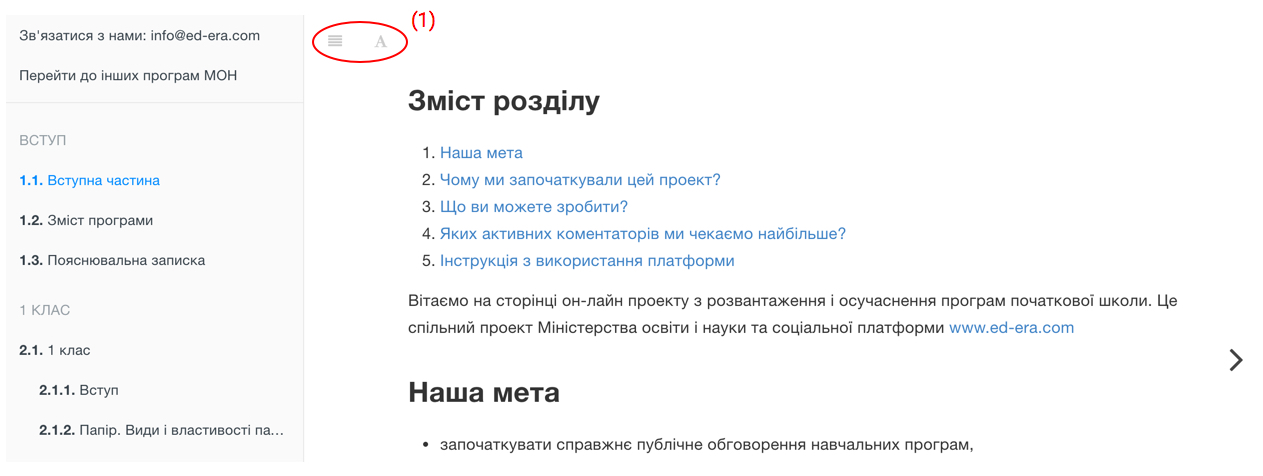 Зв'язатися з нами: info@ed-era.com
Перейти до інших програм МОН
ВСТУП
1.1. Вступна частина
1.2. Зміст програми
1.3. Пояснювальна записка
1 КЛАС
2.1. 1 клас
2.1.1. Вступ
2.1.2. Папір. Види і властивості па…
A
(1)
Зміст розділу
1. Наша мета
2. Чому ми започаткували цей проект?
3. Що ви можете зробити?
4. Яких активних коментаторів ми чекаємо найбільше?
5. Інструкція з використання платформи
Вітаємо на сторінці он-лайн проекту з розвантаження і осучаснення програм початкової школи. Це
спільний проект Міністерства освіти і науки та соціальної платформи www.ed-era.com
Наша мета
• започаткувати справжнє публічне обговорення навчальних програм,